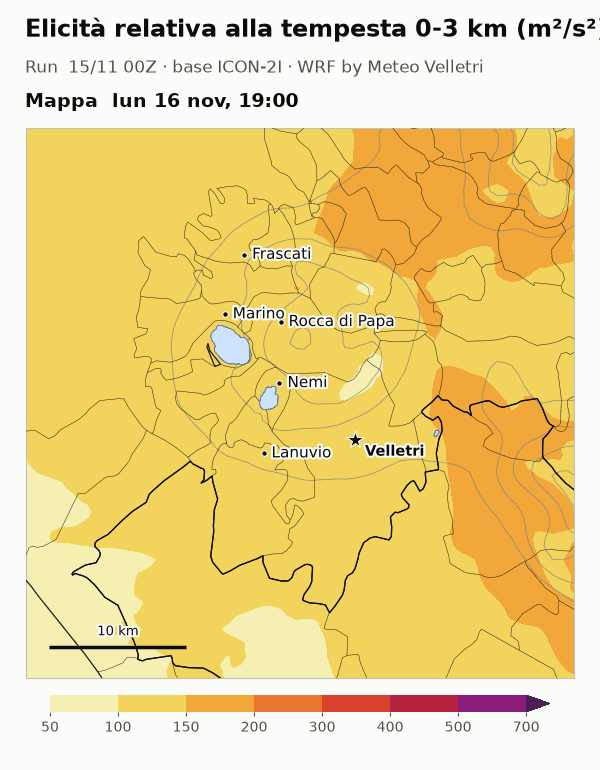 Elicità relativa alla tempesta 0-3 km (m²/s²)
Run  15/11 00Z · base ICON-2I · WRF by Meteo Velletri
Mappa  lun 16 nov, 19:00
Frascati
Marino
Rocca di Papa
Nemi
Velletri
Lanuvio
10 km
50 100 150 200 300 400 500 700